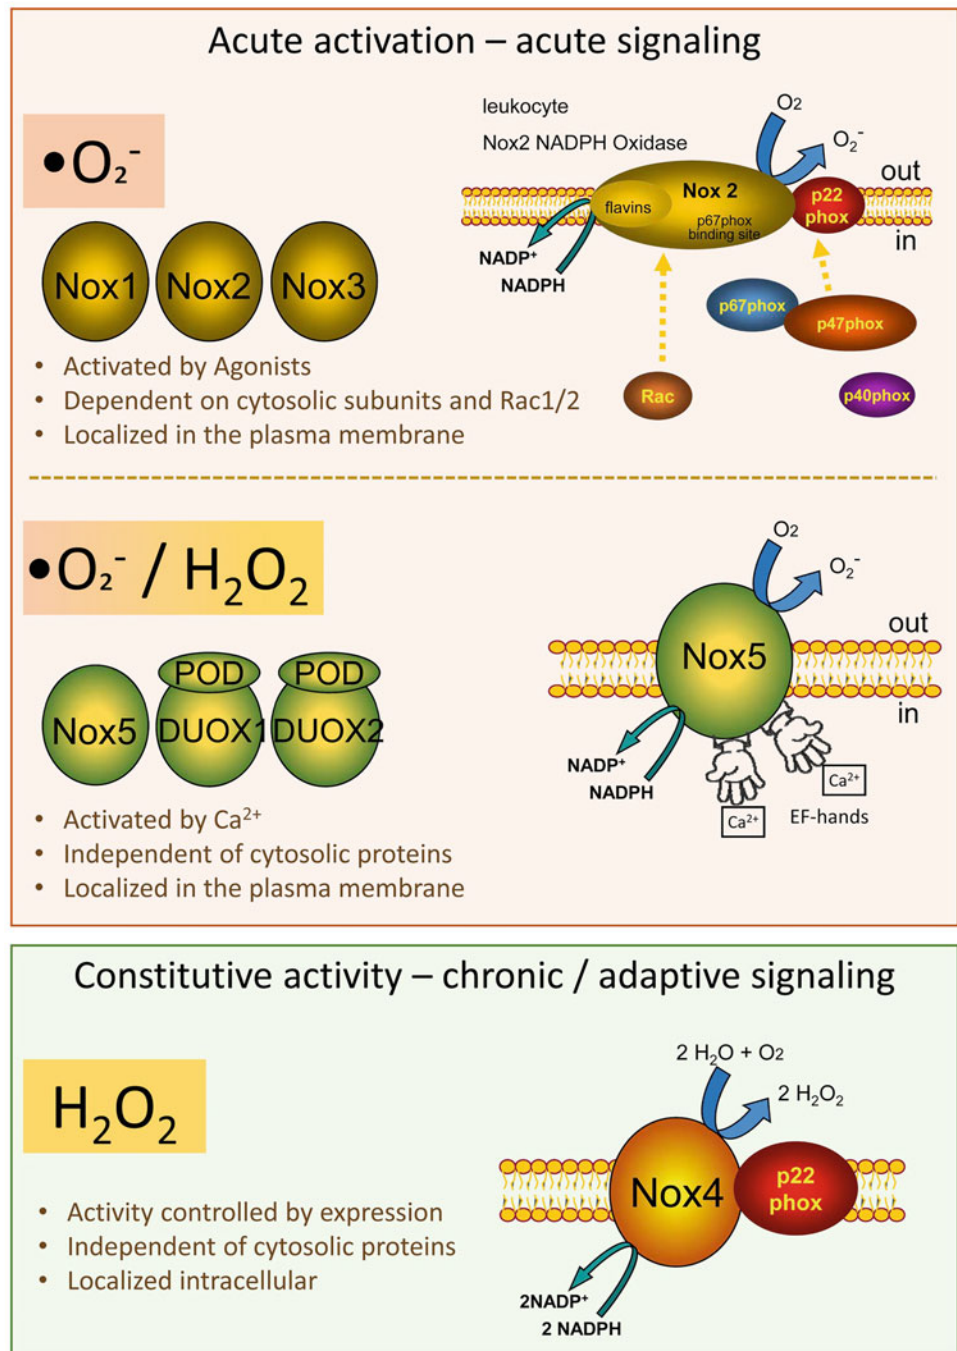 Acute activation – acute signaling
•O₂⁻
Nox1
Nox2
Nox3
• Activated by Agonists
• Dependent on cytosolic subunits and Rac1/2
• Localized in the plasma membrane
leukocyte
Nox2 NADPH Oxidase
O2
O₂⁻
out
in
Nox 2
flavins
p67phox
binding site
p22
phox
NADP⁺
NADPH
p67phox
p47phox
Rac
p40phox
•O₂⁻ / H₂O₂
Nox5
POD
DUOX1
POD
DUOX2
• Activated by Ca²⁺
• Independent of cytosolic proteins
• Localized in the plasma membrane
O2
O₂⁻
out
in
Nox5
NADP⁺
NADPH
Ca²⁺
Ca²⁺
EF-hands
Constitutive activity – chronic / adaptive signaling
H₂O₂
• Activity controlled by expression
• Independent of cytosolic proteins
• Localized intracellular
2 H₂O + O2
2 H₂O₂
Nox4
p22
phox
2NADP⁺
2 NADPH